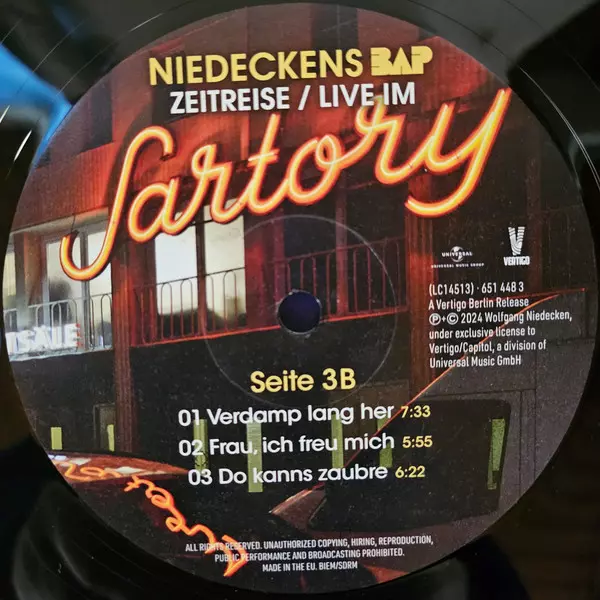 NIEDECKENS BAP
ZEITREISE / LIVE IM
Sartory
SÄLE
UNIVERSAL
UNIVERSAL MUSIC GROUP
VERTIGO
(LC14513) · 651 448 3
A Vertigo Berlin Release
℗+© 2024 Wolfgang Niedecken,
under exclusive license to
Vertigo/Capitol, a division of
Universal Music GmbH
Seite 3B
01 Verdamp lang her 7:33
02 Frau, ich freu mich 5:55
03 Do kanns zaubre 6:22
ALL RIGHTS RESERVED. UNAUTHORIZED COPYING, HIRING, REPRODUCTION,
PUBLIC PERFORMANCE AND BROADCASTING PROHIBITED.
MADE IN THE EU. BIEM/SDRM